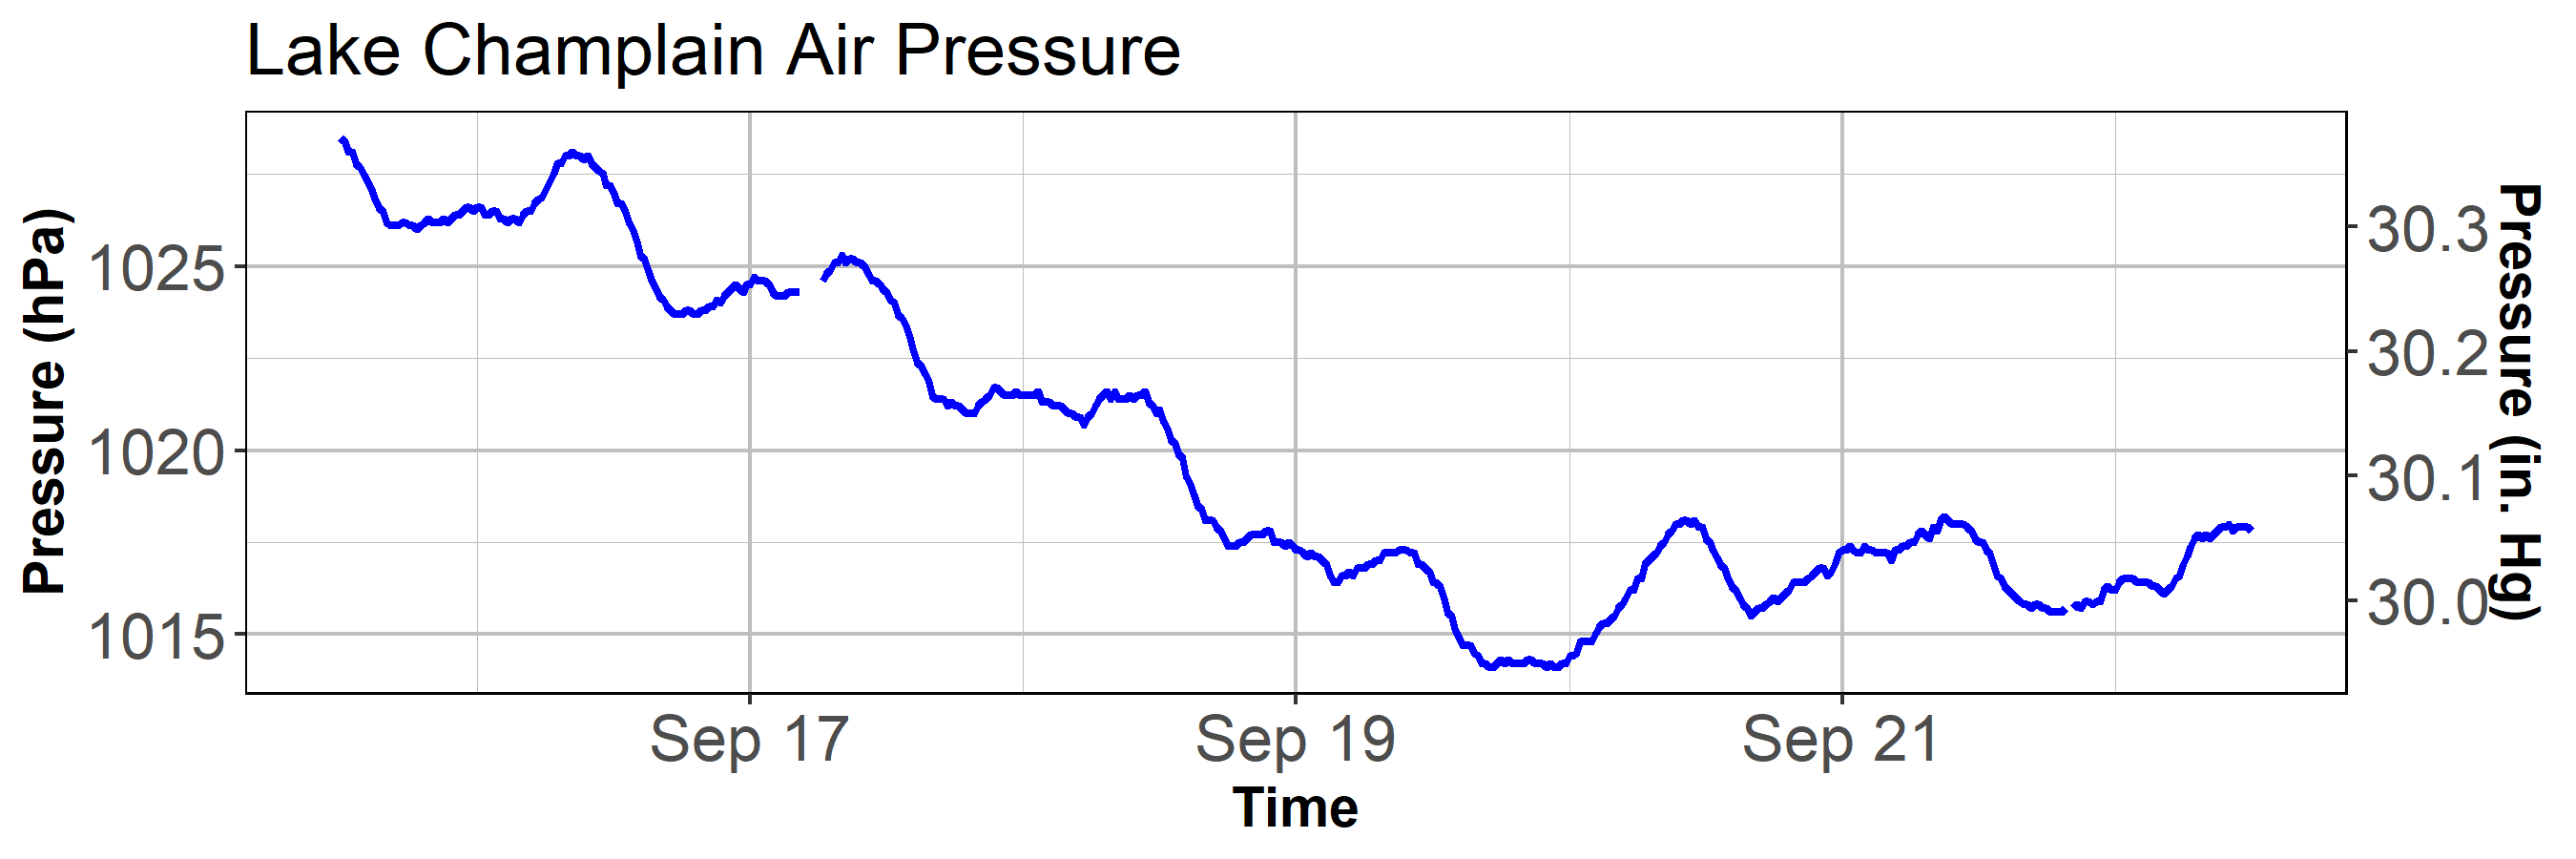 Lake Champlain Air Pressure
Pressure (hPa)
1025
1020
1015
30.3
30.2
30.1
30.0
Pressure (in. Hg)
Sep 17
Sep 19
Sep 21
Time